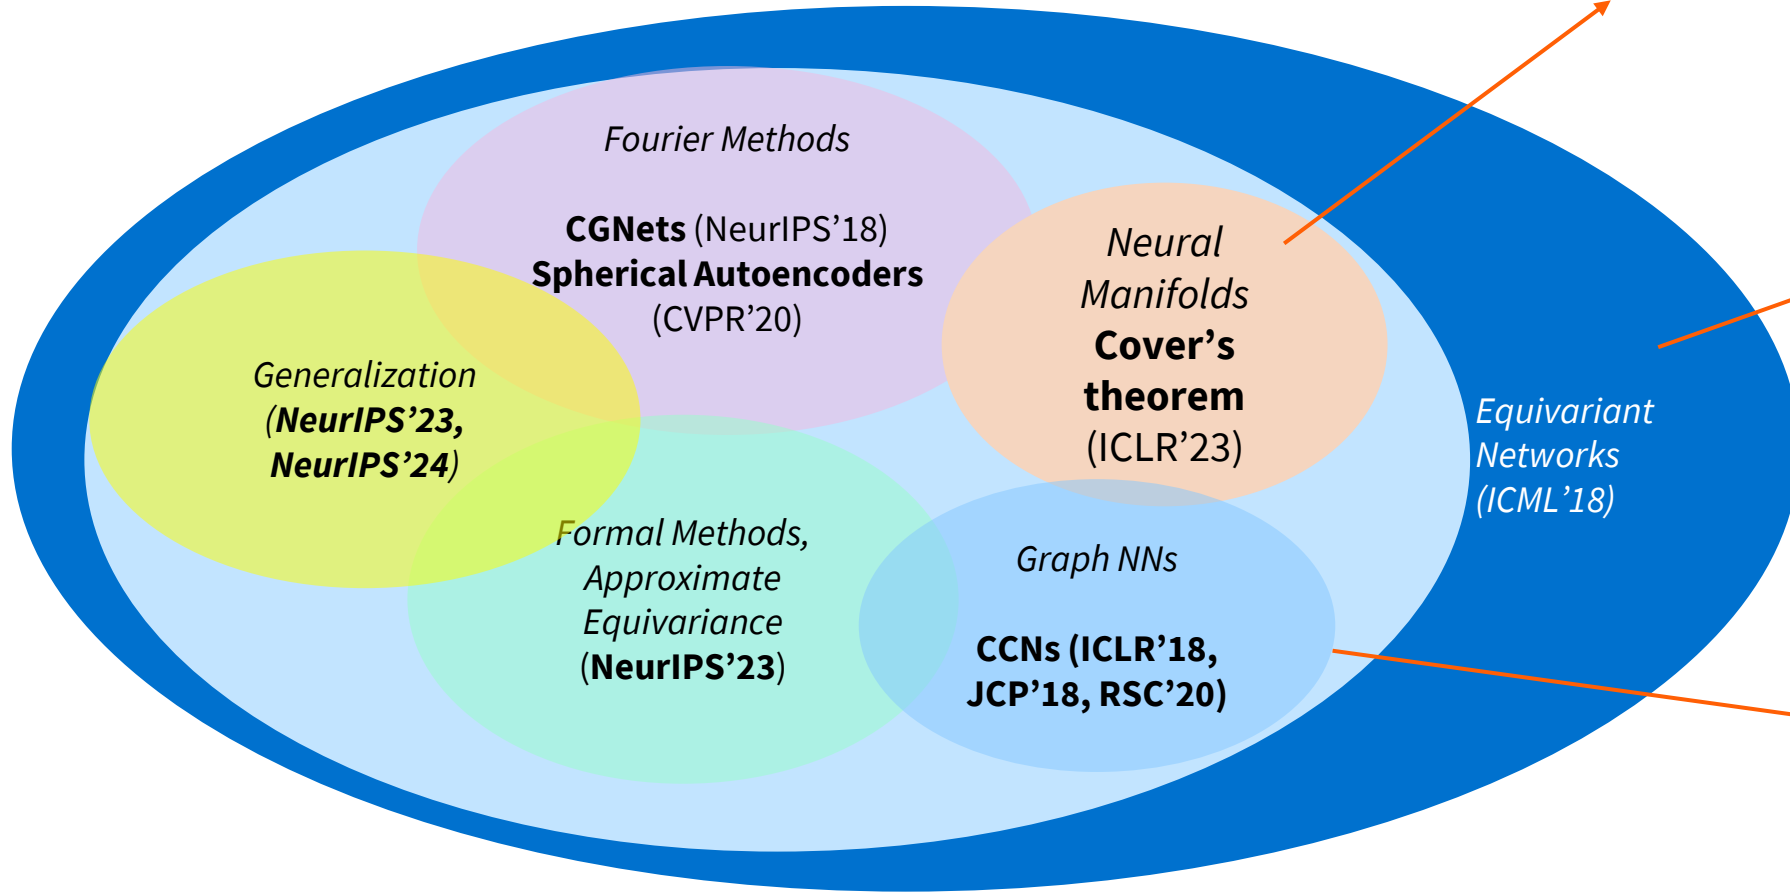 Fourier Methods
CGNets (NeurIPS’18)
Spherical Autoencoders
(CVPR’20)
Neural
Manifolds
Cover’s
theorem
(ICLR’23)
Generalization
(NeurIPS’23,
NeurIPS’24)
Equivariant
Networks
(ICML’18)
Formal Methods,
Approximate
Equivariance
(NeurIPS’23)
Graph NNs
CCNs (ICLR’18,
JCP’18, RSC’20)